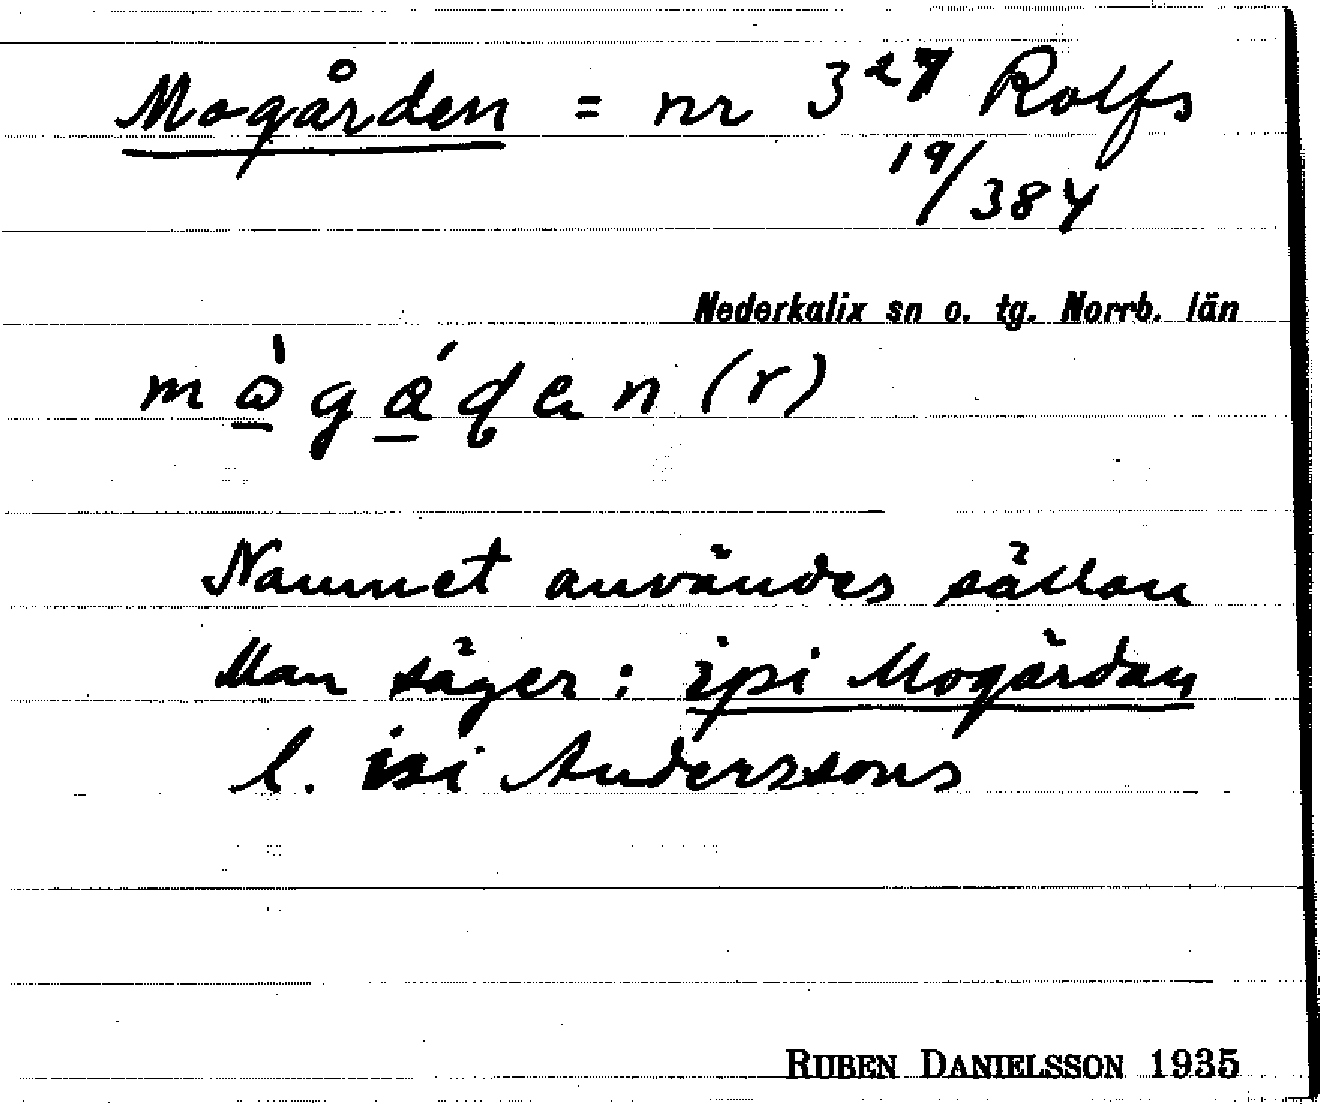 Mogården = nr 3²⁷ Rolfs
19/384
Nederkalix sn o. tg. Norrb. län
(r)
Namnet användes sällan
Man säger: ipi Mogårdan
l. isi Anderssons
RUBEN DANIELSSON 1935